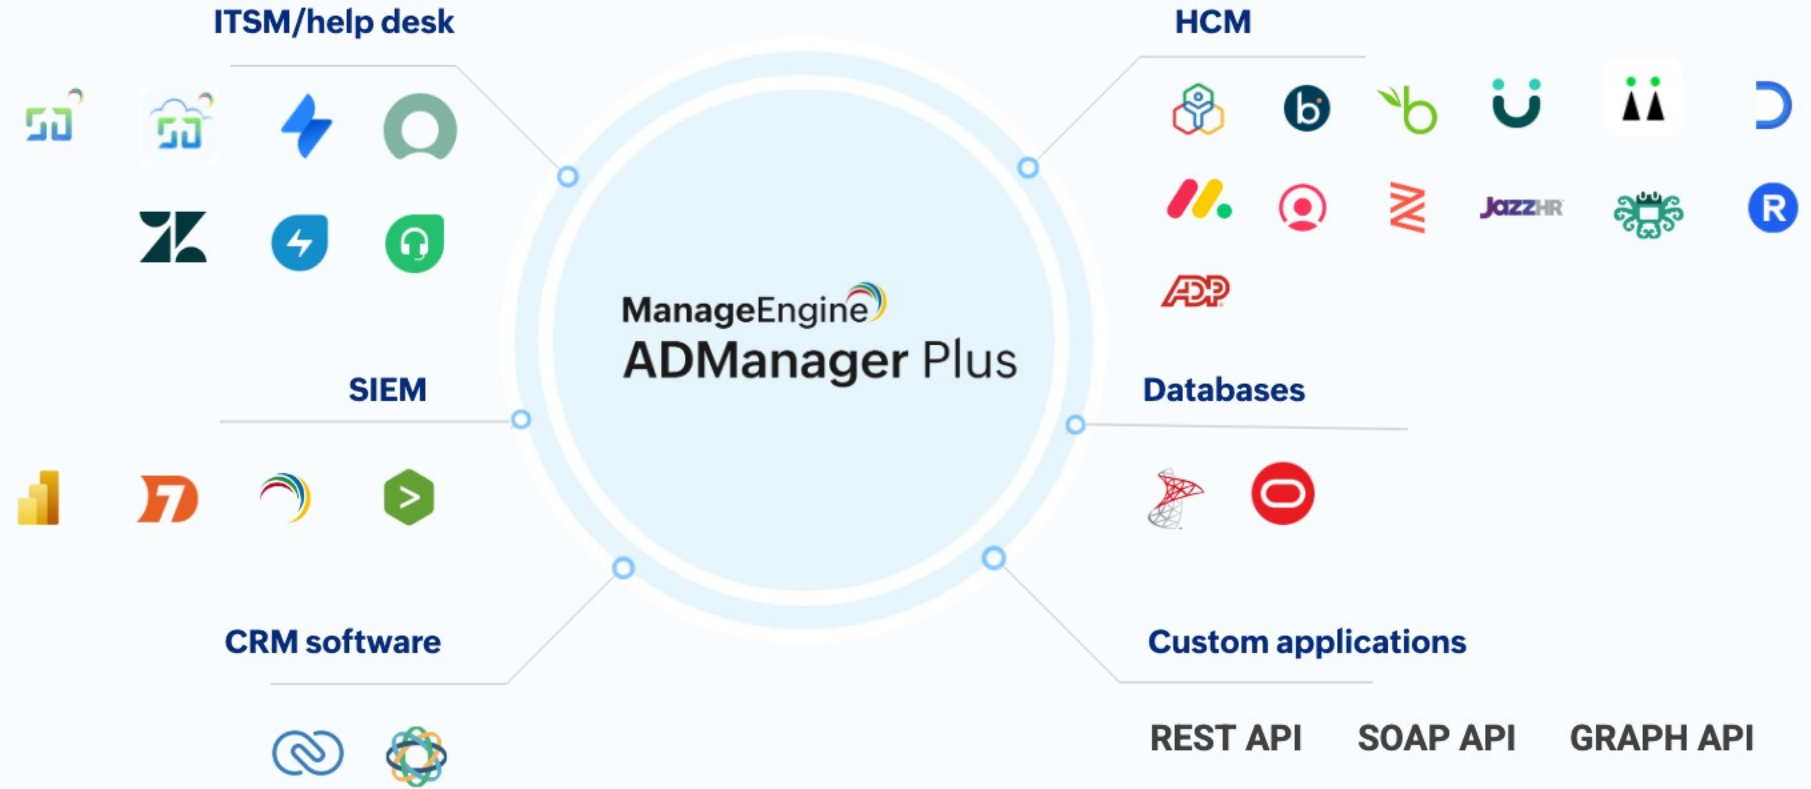 ITSM/help desk
HCM
JazzHR
R
ADP
ManageEngine
ADManager Plus
SIEM
Databases
7
>
CRM software
Custom applications
REST API SOAP API GRAPH API